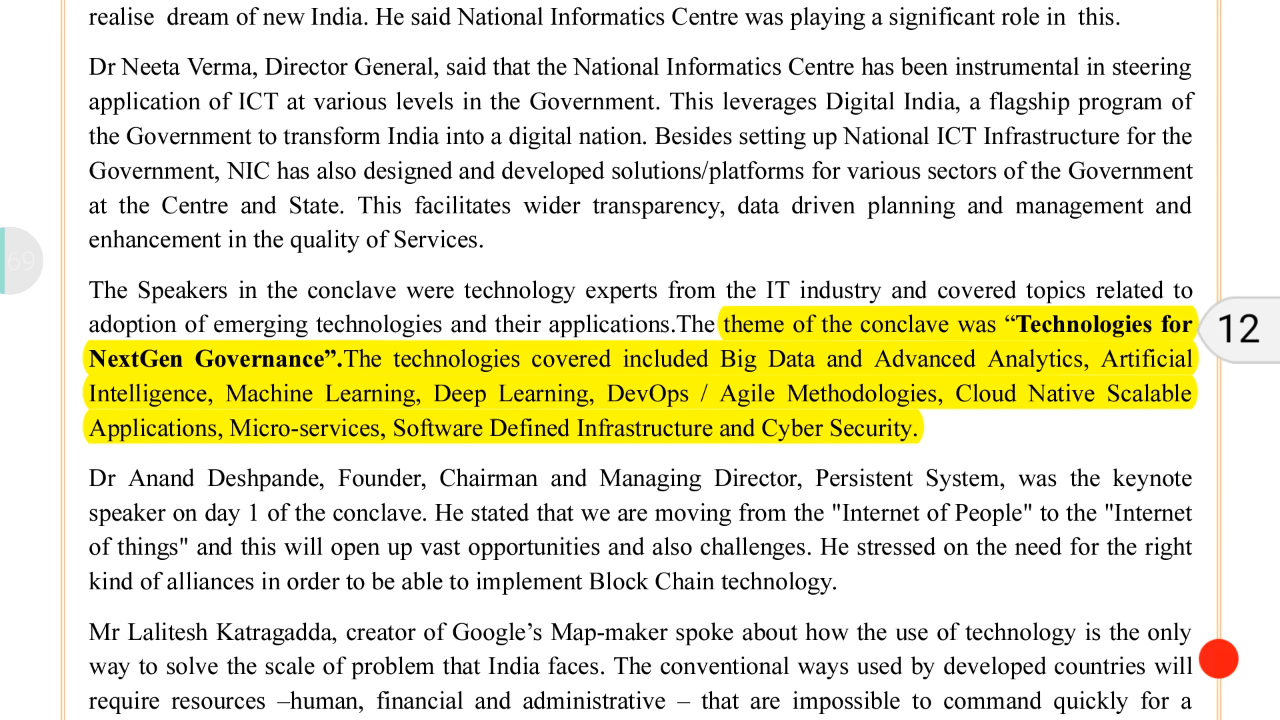 realise dream of new India. He said National Informatics Centre was playing a significant role in this.
Dr Neeta Verma, Director General, said that the National Informatics Centre has been instrumental in steering
application of ICT at various levels in the Government. This leverages Digital India, a flagship program of
the Government to transform India into a digital nation. Besides setting up National ICT Infrastructure for the
Government, NIC has also designed and developed solutions/platforms for various sectors of the Government
at the Centre and State. This facilitates wider transparency, data driven planning and management and
enhancement in the quality of Services.
69
The Speakers in the conclave were technology experts from the IT industry and covered topics related to
adoption of emerging technologies and their applications.The theme of the conclave was “Technologies for
12
NextGen Governance”.The technologies covered included Big Data and Advanced Analytics, Artificial
Intelligence, Machine Learning, Deep Learning, DevOps / Agile Methodologies, Cloud Native Scalable
Applications, Micro-services, Software Defined Infrastructure and Cyber Security.
Dr Anand Deshpande, Founder, Chairman and Managing Director, Persistent System, was the keynote
speaker on day 1 of the conclave. He stated that we are moving from the "Internet of People" to the "Internet
of things" and this will open up vast opportunities and also challenges. He stressed on the need for the right
kind of alliances in order to be able to implement Block Chain technology.
Mr Lalitesh Katragadda, creator of Google’s Map-maker spoke about how the use of technology is the only
way to solve the scale of problem that India faces. The conventional ways used by developed countries will
require resources –human, financial and administrative – that are impossible to command quickly for a